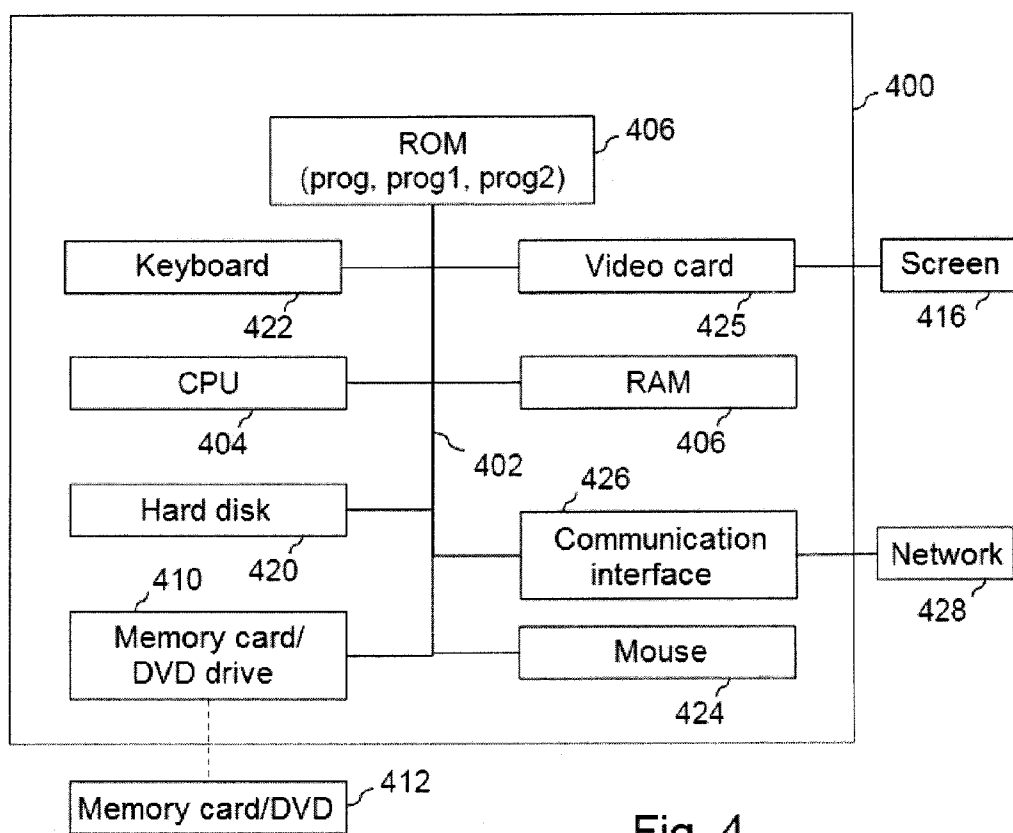 400
ROM
(prog, prog1, prog2)
406
Keyboard
422
Video card
425
Screen
416
CPU
404
RAM
406
402
Hard disk
420
426
Communication
interface
Network
428
410
Memory card/
DVD drive
Mouse
424
Memory card/DVD
412
Fig. 4